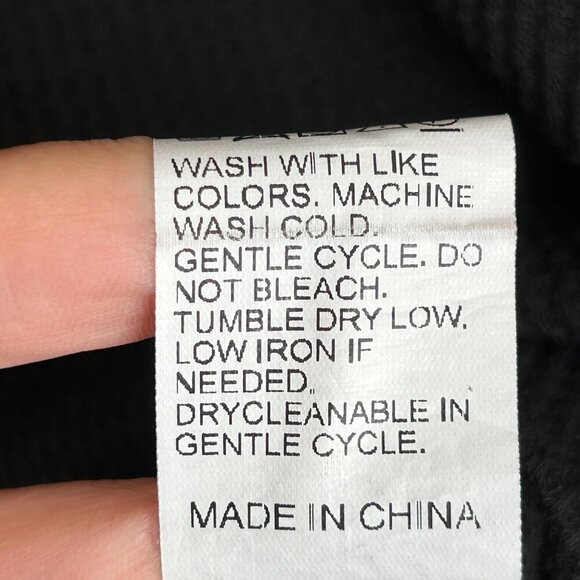 WASH WITH LIKE
COLORS. MACHINE
WASH COLD.
GENTLE CYCLE. DO
NOT BLEACH.
TUMBLE DRY LOW.
LOW IRON IF
NEEDED.
DRYCLEANABLE IN
GENTLE CYCLE.
MADE IN CHINA